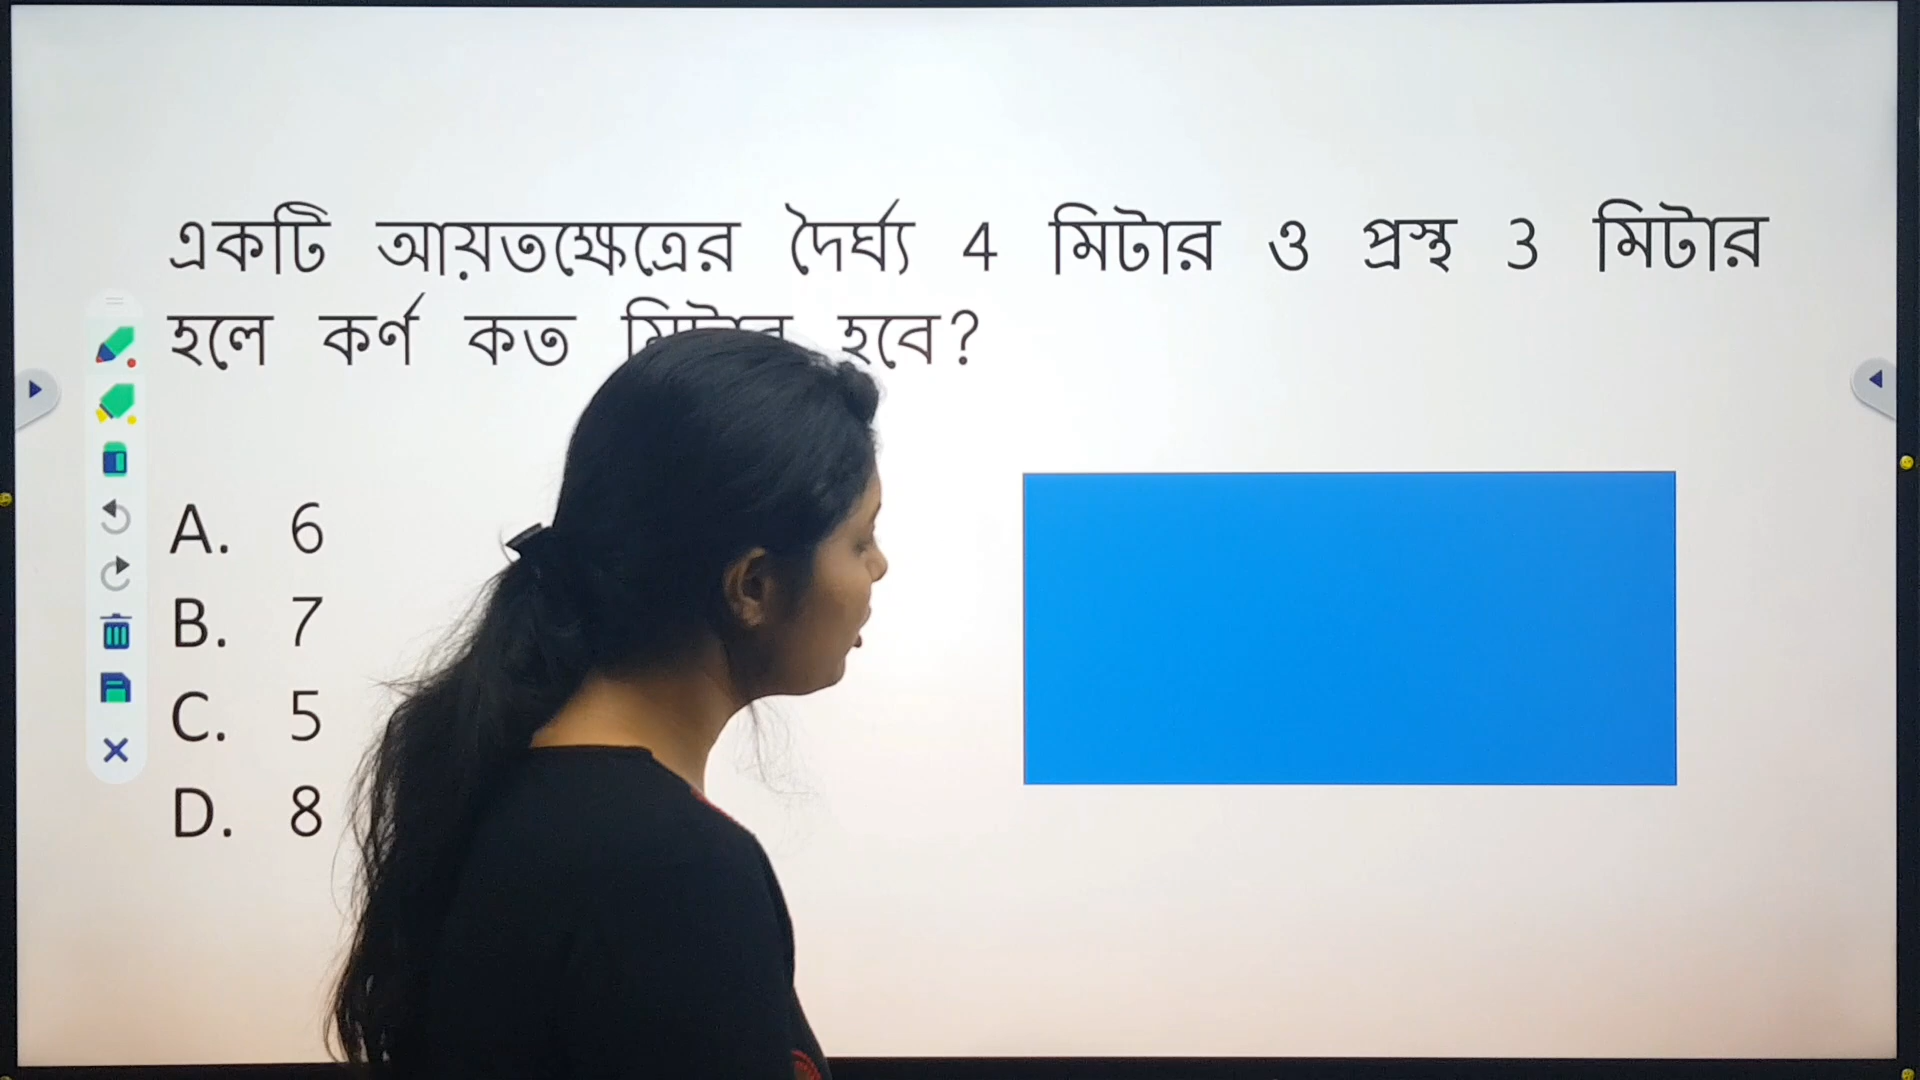 একটি আয়তক্ষেত্রের দৈর্ঘ্য 4 মিটার ও প্রস্থ 3 মিটার
হলে কর্ণ কত মিটার হবে?
A. 6
B. 7
C. 5
D. 8